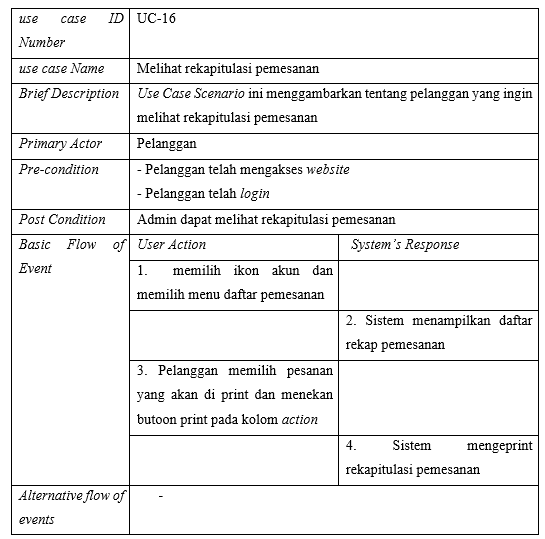 use case ID UC-16
Number
use case Name Melihat rekapitulasi pemesanan
Brief Description Use Case Scenario ini menggambarkan tentang pelanggan yang ingin
melihat rekapitulasi pemesanan
Primary Actor Pelanggan
Pre-condition - Pelanggan telah mengakses website
- Pelanggan telah login
Post Condition Admin dapat melihat rekapitulasi pemesanan
Basic Flow of User Action System's Response
Event
1. memilih ikon akun dan
memilih menu daftar pemesanan
2. Sistem menampilkan daftar
rekap pemesanan
3. Pelanggan memilih pesanan
yang akan di print dan menekan
butoon print pada kolom action
4. Sistem mengeprint
rekapitulasi pemesanan
Alternative flow of -
events